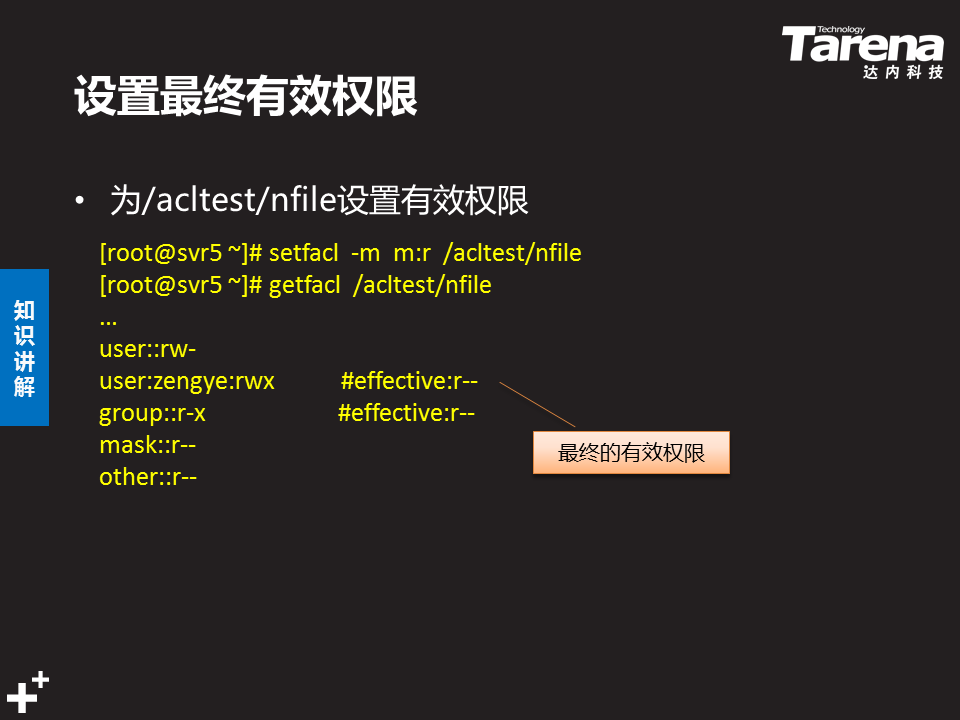 Technology
Tarena
达内科技
设置最终有效权限
• 为/acltest/nfile设置有效权限
[root@svr5 ~]# setfacl -m m:r /acltest/nfile
[root@svr5 ~]# getfacl /acltest/nfile
...
user::rw-
user:zengye:rwx #effective:r--
group::r-x #effective:r--
mask::r--
other::r--
最终的有效权限
知识讲解